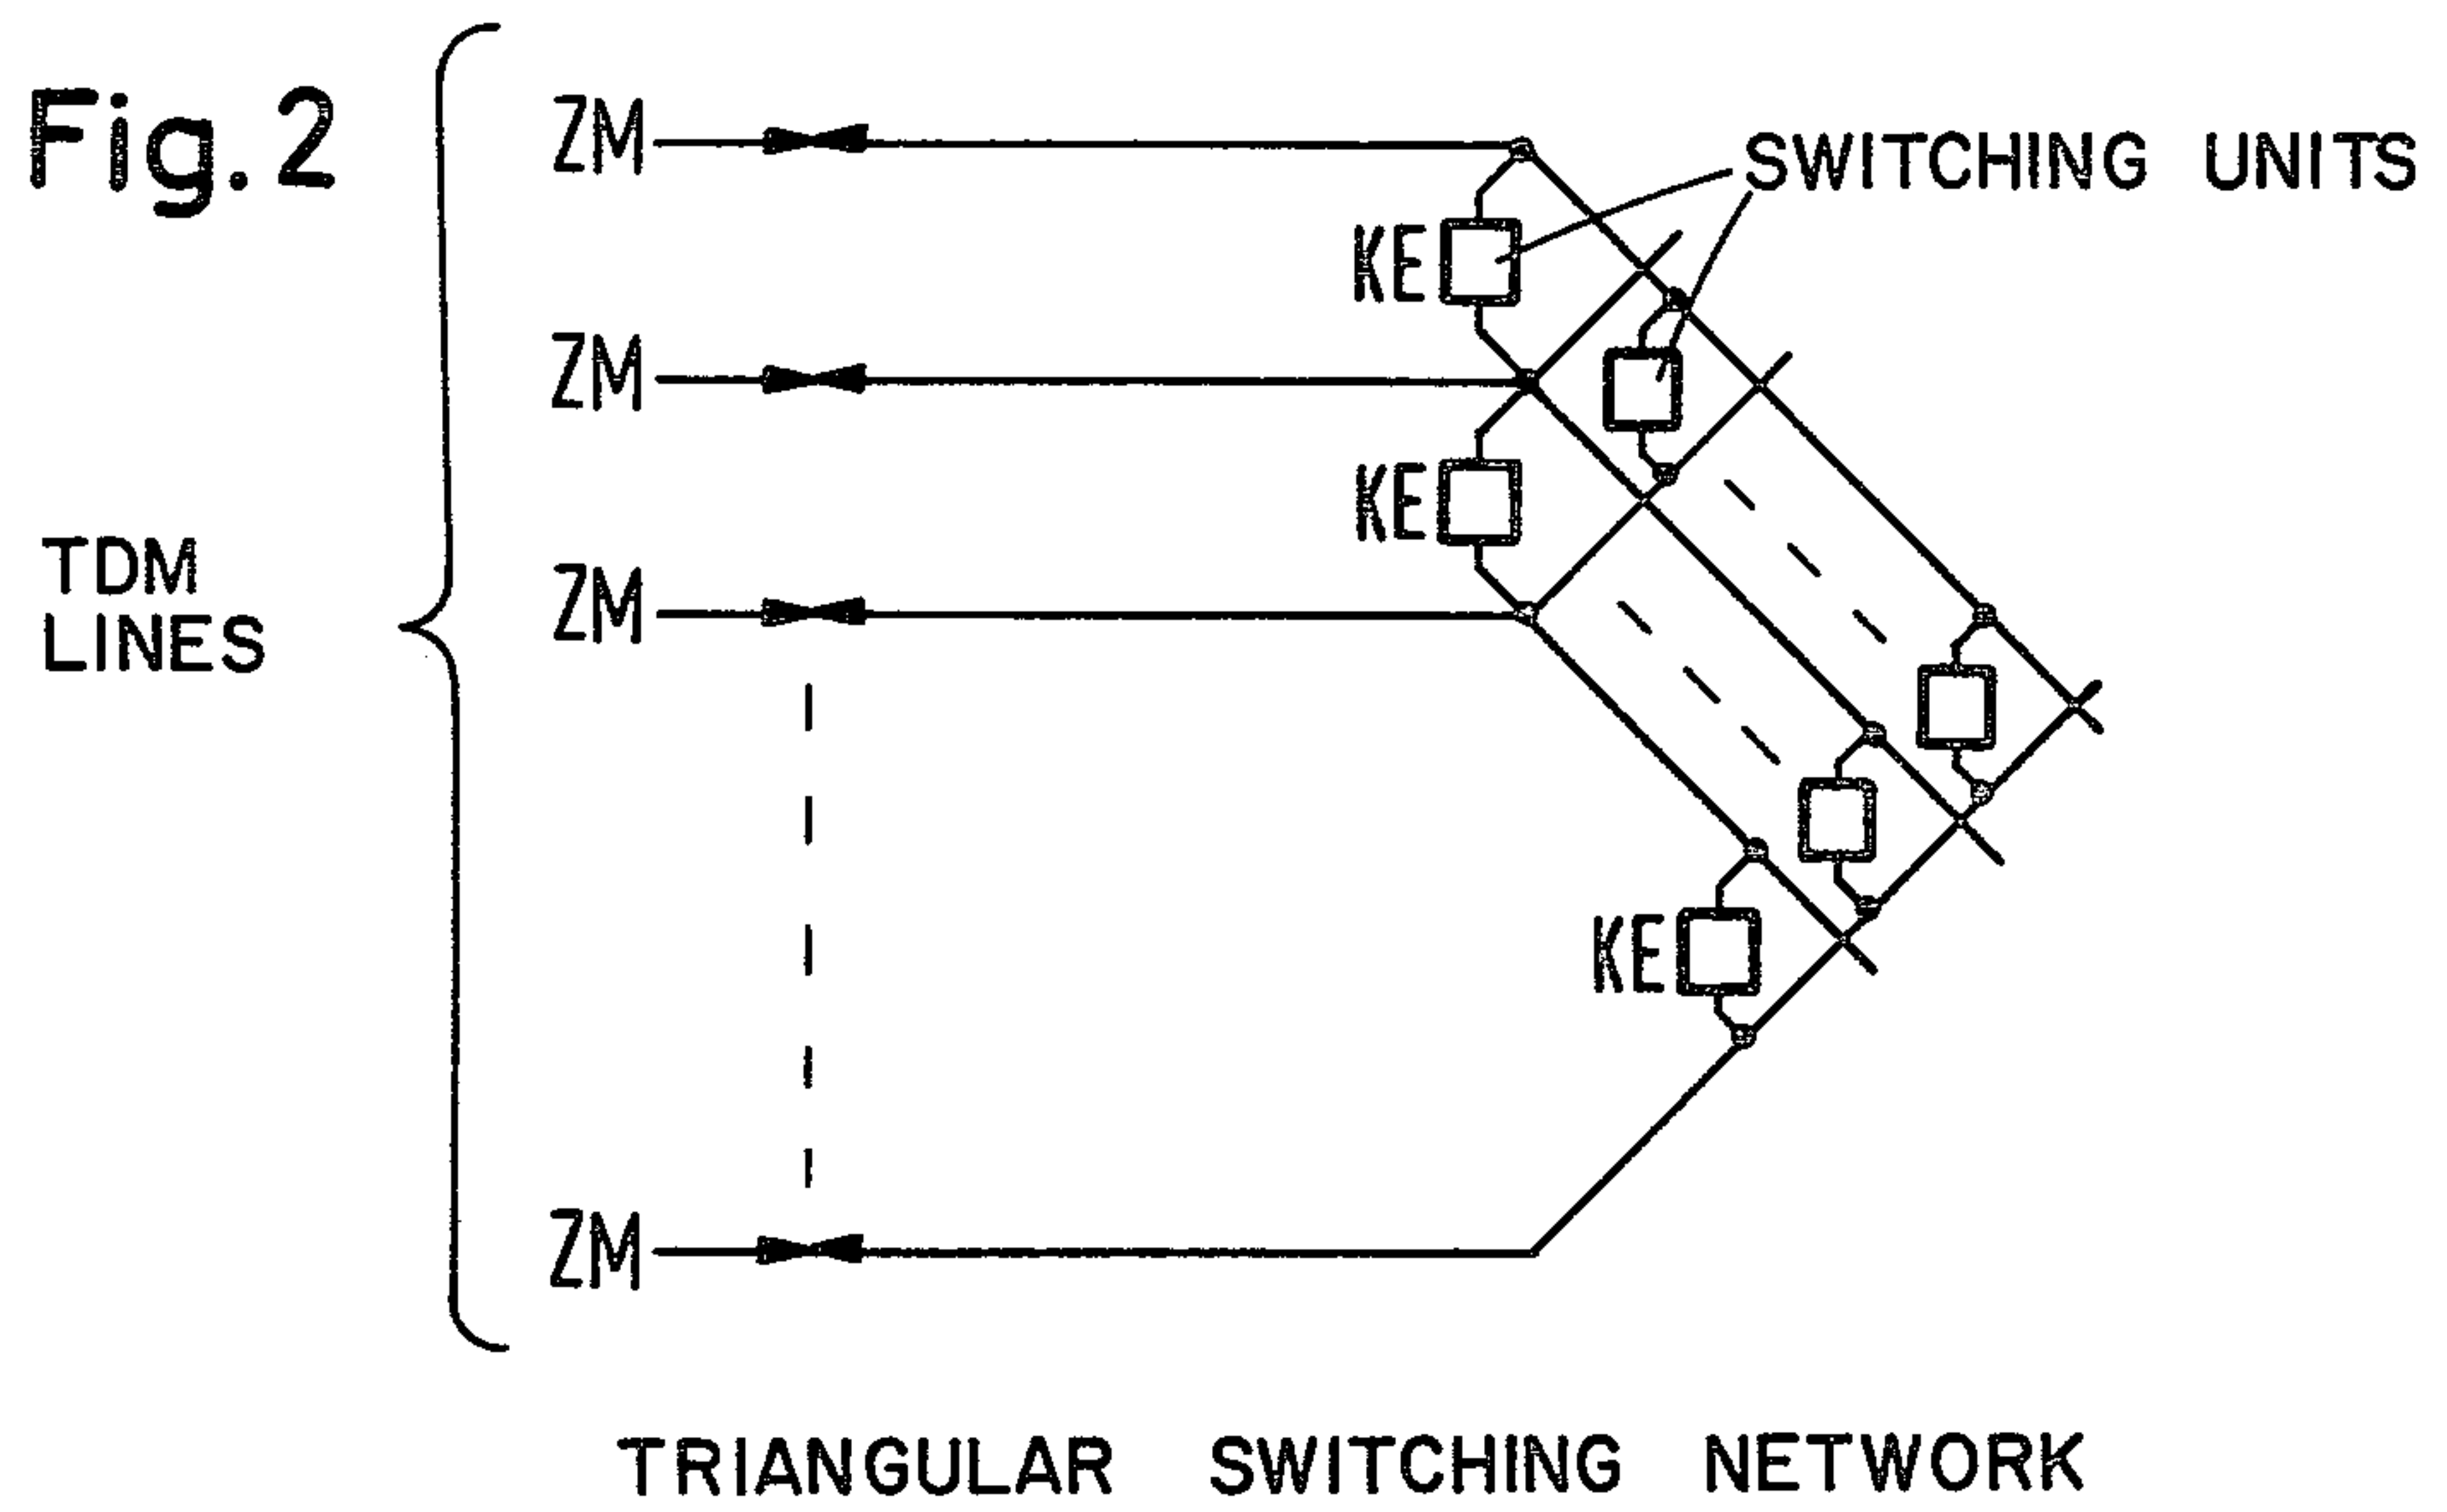 Fig.2
ZM
SWITCHING UNITS
KE
ZM
KE
TDM
LINES
ZM
KE
ZM
TRIANGULAR SWITCHING NETWORK